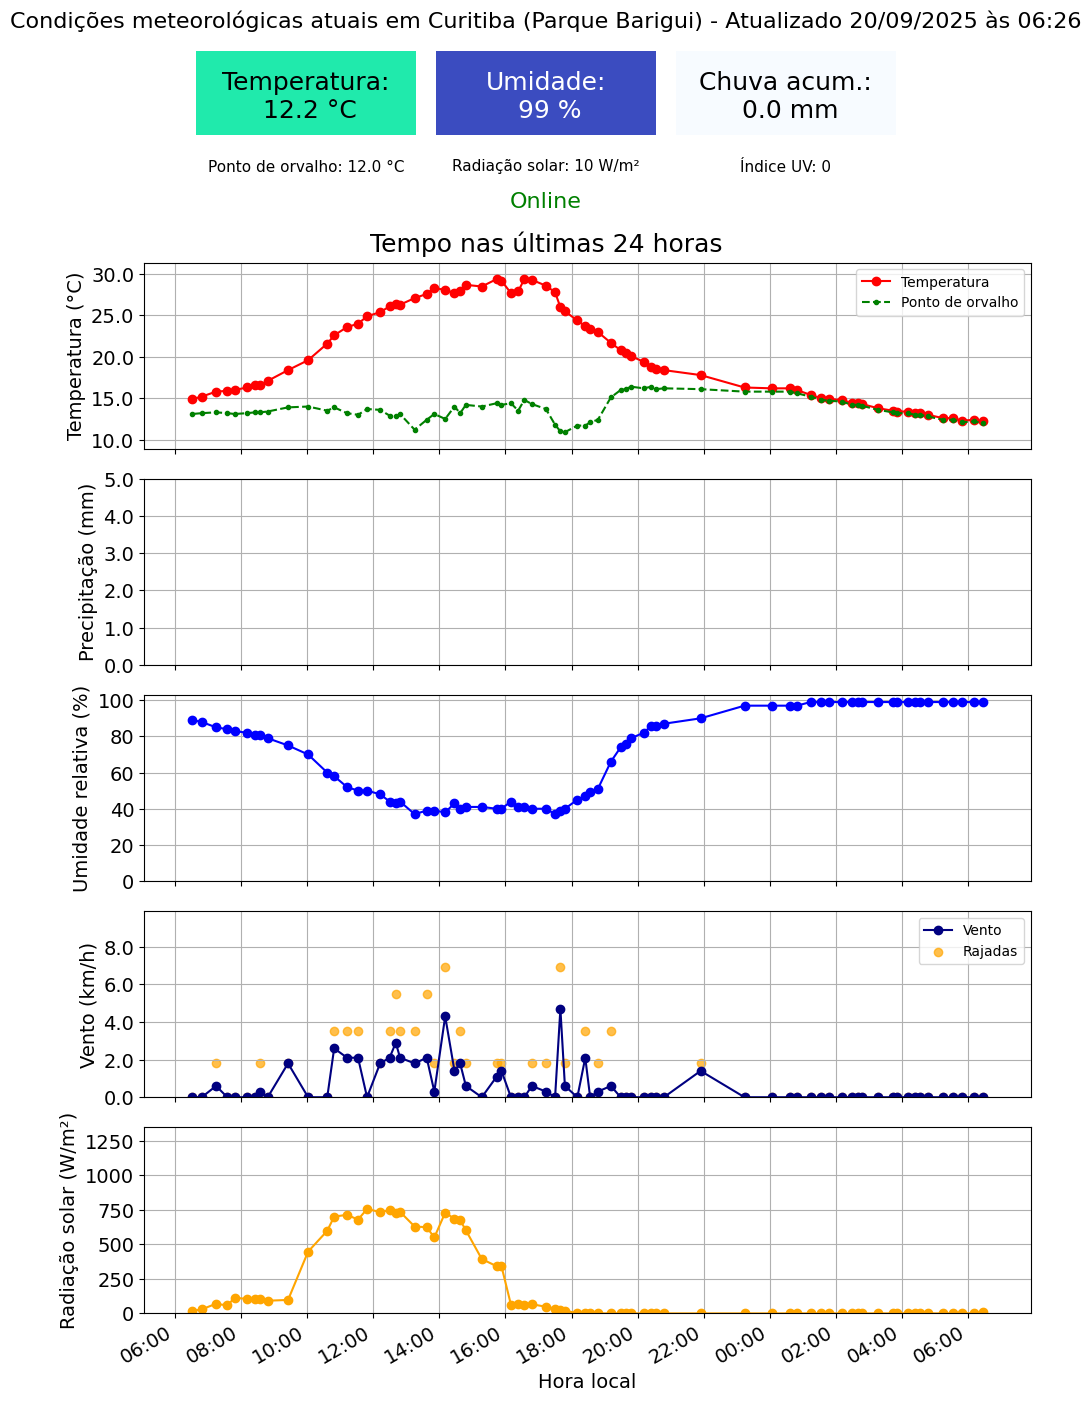 Condições meteorológicas atuais em Curitiba (Parque Barigui) - Atualizado 20/09/2025 às 06:26
Temperatura:
12.2 °C
Umidade:
99 %
Chuva acum.:
0.0 mm
Ponto de orvalho: 12.0 °C
Radiação solar: 10 W/m²
Índice UV: 0
Online
Tempo nas últimas 24 horas
Temperatura (°C)
30.0
25.0
20.0
15.0
10.0
Temperatura
Ponto de orvalho
Precipitação (mm)
5.0
4.0
3.0
2.0
1.0
0.0
Umidade relativa (%)
100
80
60
40
20
0
Vento (km/h)
8.0
6.0
4.0
2.0
0.0
Vento
Rajadas
Radiação solar (W/m²)
1250
1000
750
500
250
0
06:00
08:00
10:00
12:00
14:00
16:00
18:00
20:00
22:00
00:00
02:00
04:00
06:00
Hora local